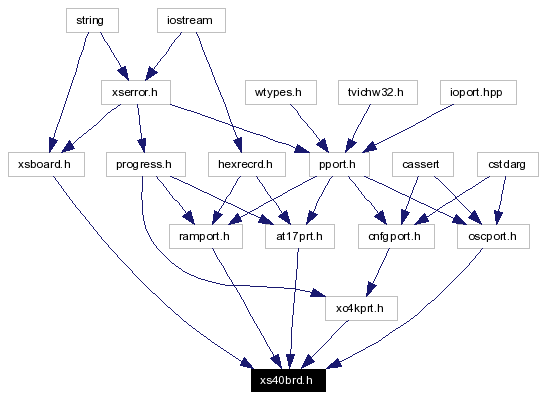 string
iostream
xserror.h
wtypes.h
tvichw32.h
ioport.hpp
xsboard.h
progress.h
hexrecrd.h
pport.h
cassert
cstdarg
ramport.h
at17prt.h
cnfgport.h
oscport.h
xc4kprt.h
xs40brd.h